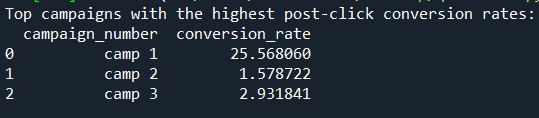 Top campaigns with the highest post-click conversion rates:
  campaign_number  conversion_rate
0          camp 1        25.568060
1          camp 2         1.578722
2          camp 3         2.931841